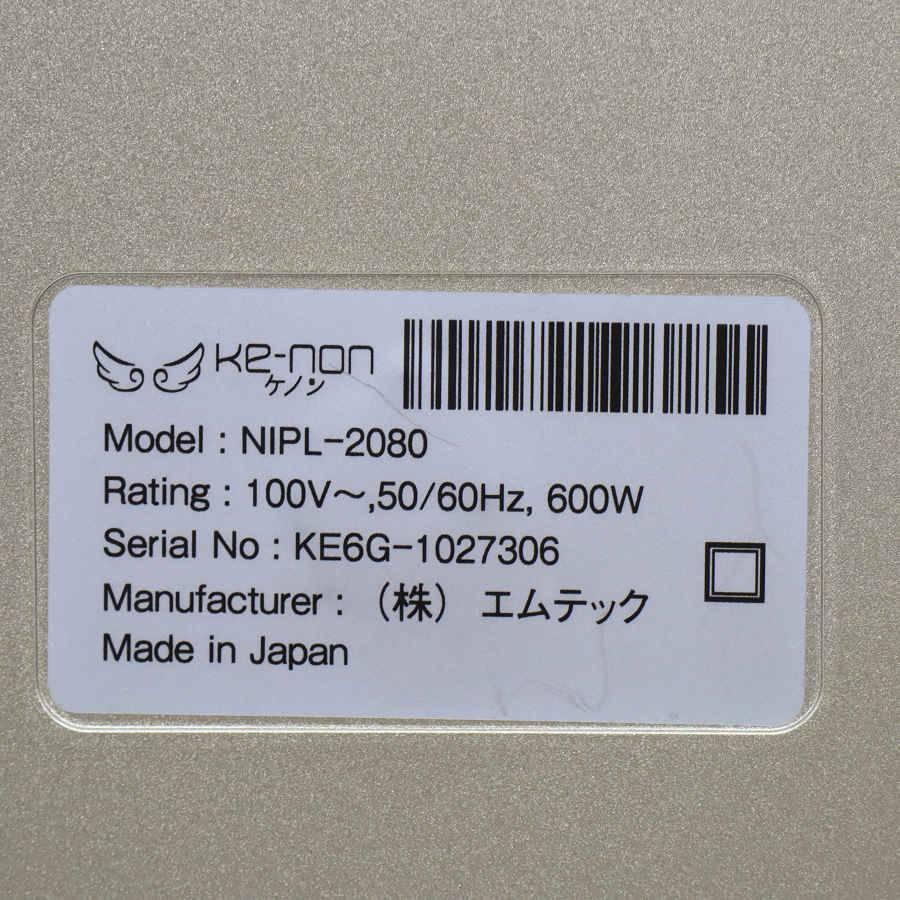 ke-non
ケノン
Model : NIPL-2080
Rating : 100V～,50/60Hz, 600W
Serial No : KE6G-1027306
Manufacturer : （株） エムテック
Made in Japan